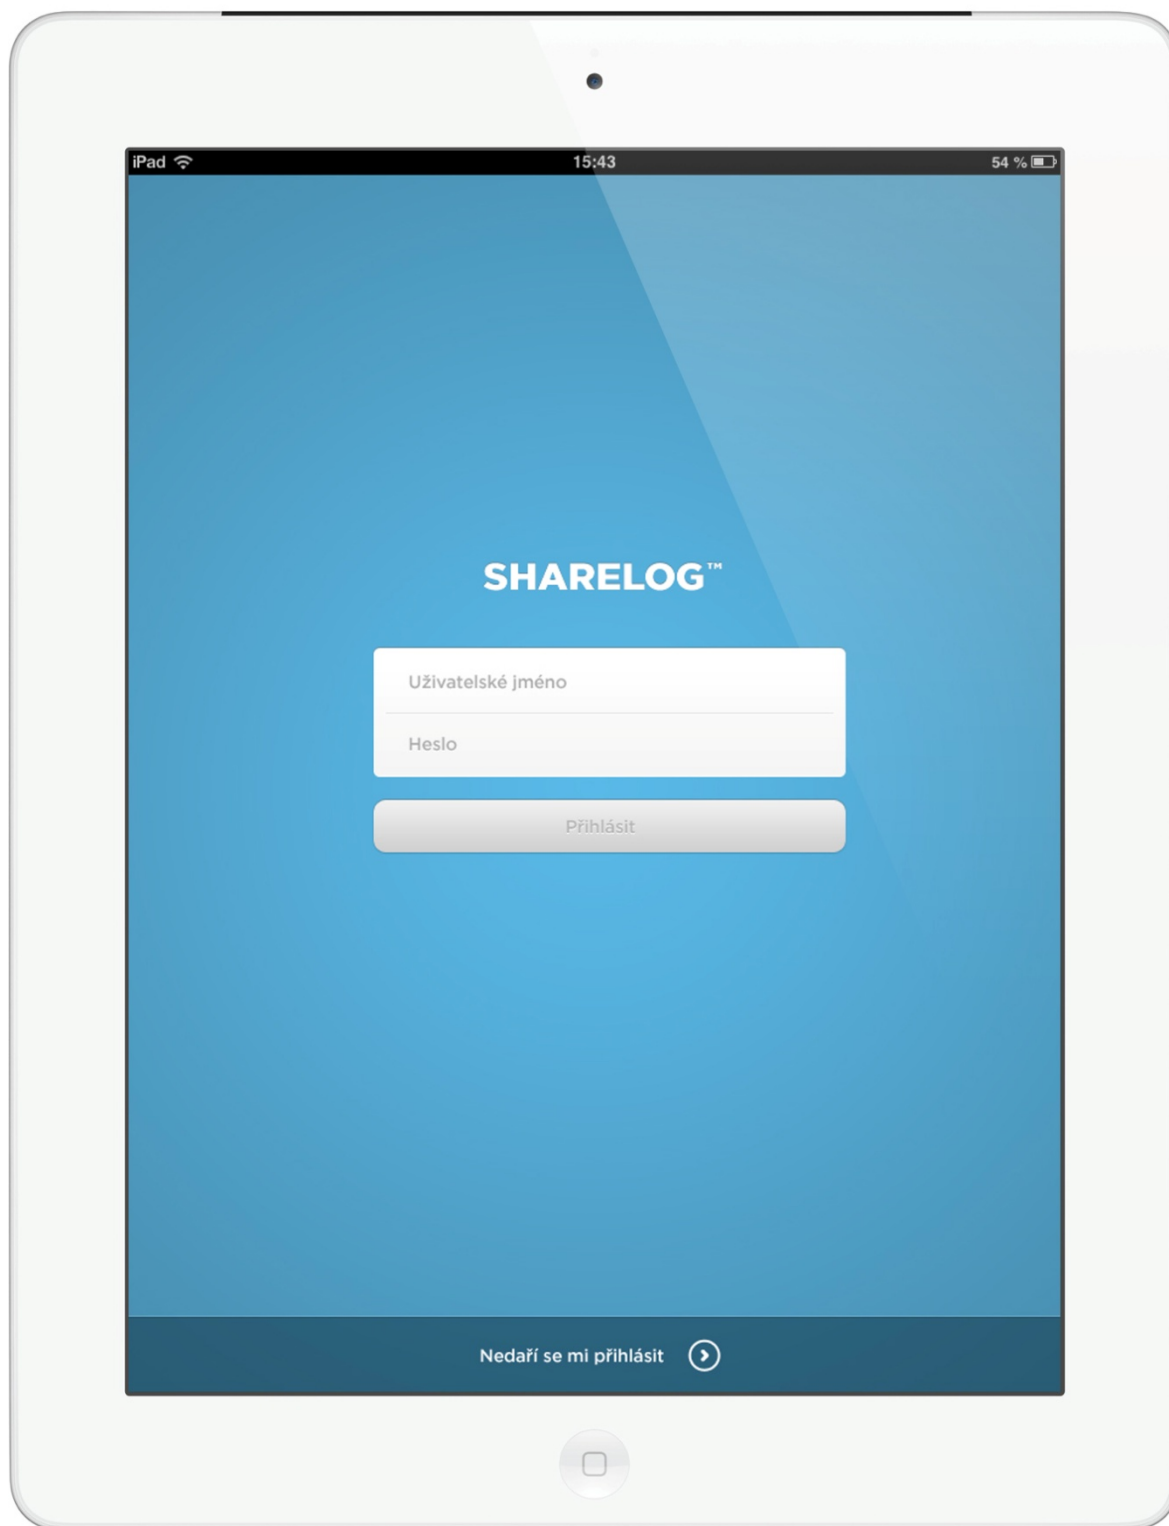 iPad 15:43 54 %
SHARELOG™
Uživatelské jméno
Heslo
Přihlásit
Nedaří se mi přihlásit